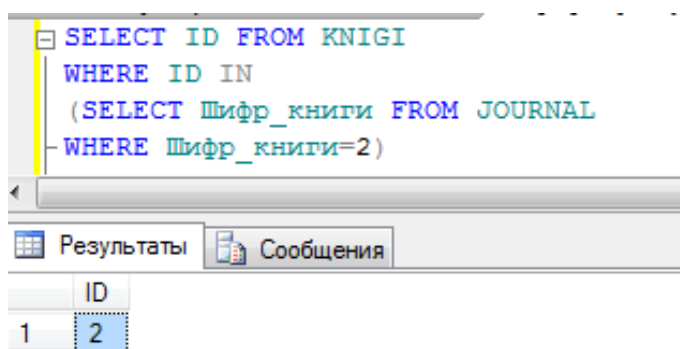 SELECT ID FROM KNIGI
WHERE ID IN
(SELECT Шифр_книги FROM JOURNAL
WHERE Шифр_книги=2)
Результаты Сообщения
ID
1 2